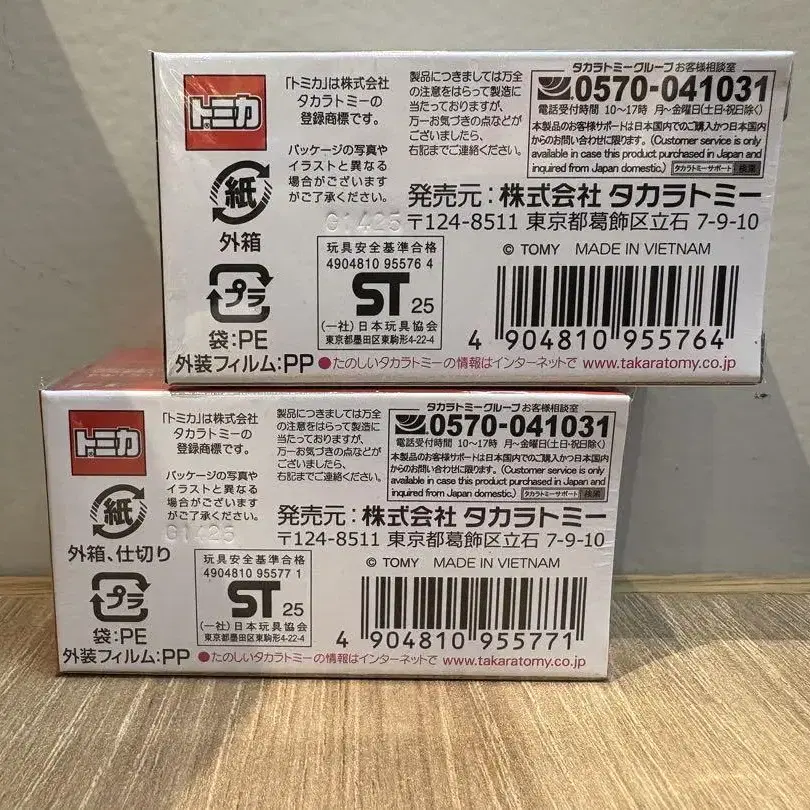 トミカ
「トミカ」は株式会社
タカラトミーの
登録商標です。
パッケージの写真や
イラストと異なる
場合がございます
がご了承ください。
製品につきましては万全
の注意をはらって製造に
当たっておりますが、
万一お気づきの点などが
ございましたら、
右記までご連絡ください。
タカラトミーグループお客様相談室
0570-041031
電話受付時間 10～17時 月～金曜日(土・日・祝日除く)
本製品のお客様サポートは日本国内でのご購入かつ日本国内
からのお問い合わせに限ります。(Customer service is only
available in case this product purchased in Japan and
inquired from Japan domestic.) タカラトミーサポート 検索
紙
外箱
プラ
袋:PE
外装フィルム:PP
G1425
発売元:株式会社 タカラトミー
〒124-8511 東京都葛飾区立石 7-9-10
玩具安全基準合格
4904810 95576 4
ST 25
(一社)日本玩具協会
東京都墨田区東駒形4-22-4
© TOMY MADE IN VIETNAM
4 904810 955764
●たのしいタカラトミーの情報はインターネットで www.takaratomy.co.jp
トミカ
「トミカ」は株式会社
タカラトミーの
登録商標です。
パッケージの写真や
イラストと異なる
場合がございます
がご了承ください。
製品につきましては万全
の注意をはらって製造に
当たっておりますが、
万一お気づきの点などが
ございましたら、
右記までご連絡ください。
タカラトミーグループお客様相談室
0570-041031
電話受付時間 10～17時 月～金曜日(土・日・祝日除く)
本製品のお客様サポートは日本国内でのご購入かつ日本国内
からのお問い合わせに限ります。(Customer service is only
available in case this product purchased in Japan and
inquired from Japan domestic.) タカラトミーサポート 検索
紙
外箱、仕切り
プラ
袋:PE
外装フィルム:PP
G1425
発売元:株式会社 タカラトミー
〒124-8511 東京都葛飾区立石 7-9-10
玩具安全基準合格
4904810 95577 1
ST 25
(一社)日本玩具協会
東京都墨田区東駒形4-22-4
© TOMY MADE IN VIETNAM
4 904810 955771
●たのしいタカラトミーの情報はインターネットで www.takaratomy.co.jp